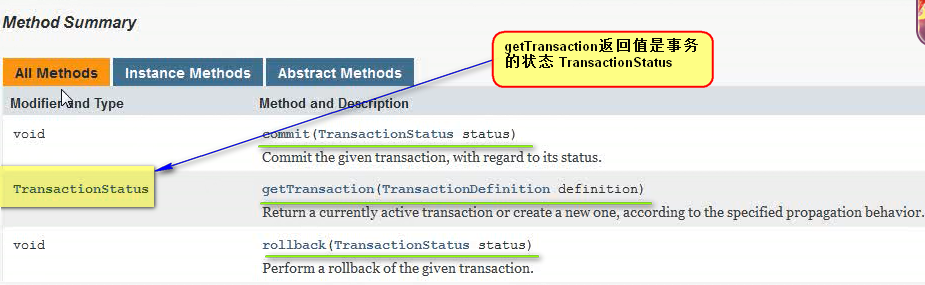 Method Summary
getTransaction返回值是事务
的状态 TransactionStatus
All Methods Instance Methods Abstract Methods
Modifier and Type Method and Description
void commit(TransactionStatus status)
Commit the given transaction, with regard to its status.
TransactionStatus getTransaction(TransactionDefinition definition)
Return a currently active transaction or create a new one, according to the specified propagation behavior.
void rollback(TransactionStatus status)
Perform a rollback of the given transaction.